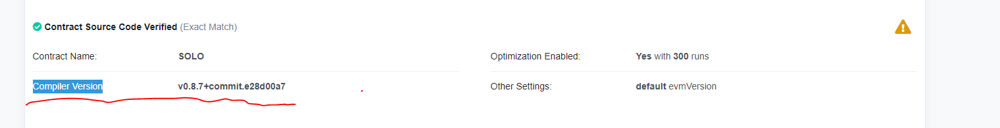 Contract Source Code Verified (Exact Match)
Contract Name: SOLO Optimization Enabled: Yes with 300 runs
Compiler Version v0.8.7+commit.e28d00a7 Other Settings: default evmVersion